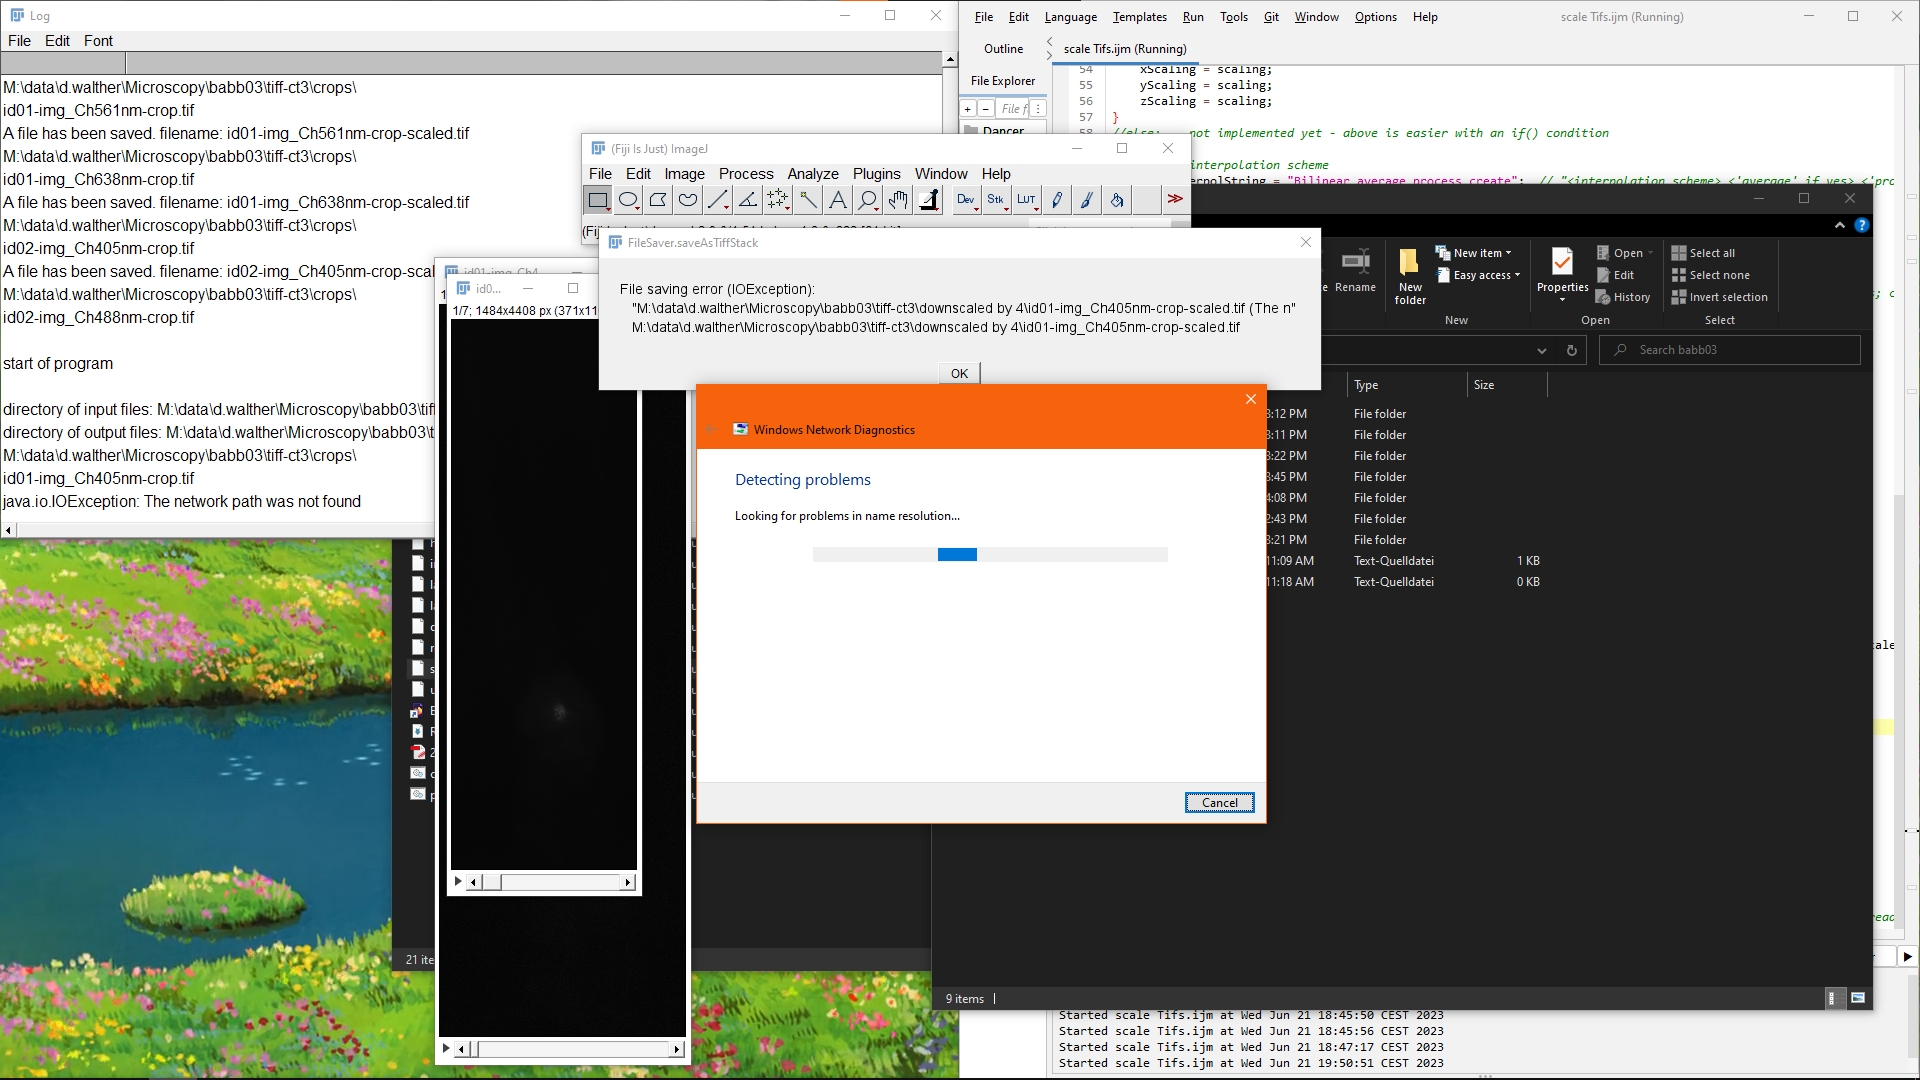 Log
File Edit Font
M:\data\d.walther\Microscopy\babb03\tiff-ct3\crops\
id01-img_Ch561nm-crop.tif
A file has been saved. filename: id01-img_Ch561nm-crop-scaled.tif
M:\data\d.walther\Microscopy\babb03\tiff-ct3\crops\
id01-img_Ch638nm-crop.tif
A file has been saved. filename: id01-img_Ch638nm-crop-scaled.tif
M:\data\d.walther\Microscopy\babb03\tiff-ct3\crops\
id02-img_Ch405nm-crop.tif
A file has been saved. filename: id02-img_Ch405nm-crop-scal
M:\data\d.walther\Microscopy\babb03\tiff-ct3\crops\
id02-img_Ch488nm-crop.tif
start of program
directory of input files: M:\data\d.walther\Microscopy\babb03\tiff
directory of output files: M:\data\d.walther\Microscopy\babb03\t
M:\data\d.walther\Microscopy\babb03\tiff-ct3\crops\
id01-img_Ch405nm-crop.tif
java.io.IOException: The network path was not found
21 ite
id01-img_Ch4
id0...
1/7; 1484x4408 px (371x11
(Fiji Is Just) ImageJ
File Edit Image Process Analyze Plugins Window Help
Dev Stk LUT
FileSaver.saveAsTiffStack
File saving error (IOException):
"M:\data\d.walther\Microscopy\babb03\tiff-ct3\downscaled by 4\id01-img_Ch405nm-crop-scaled.tif (The n"
M:\data\d.walther\Microscopy\babb03\tiff-ct3\downscaled by 4\id01-img_Ch405nm-crop-scaled.tif
OK
Windows Network Diagnostics
Detecting problems
Looking for problems in name resolution...
Cancel
File Edit Language Templates Run Tools Git Window Options Help
scale Tifs.ijm (Running)
Outline
scale Tifs.ijm (Running)
File Explorer
+ - File f
Dancer
54 xScaling = scaling;
55 yScaling = scaling;
56 zScaling = scaling;
57 }
58 //else: not implemented yet - above is easier with an if() condition
interpolation scheme
rpolString = "Bilinear average process create"; // "<interpolation scheme> <'average' if yes> <'pro
Rename
New folder
New item
Easy access
New
Properties
Open
Edit
History
Open
Select all
Select none
Invert selection
Select
Search babb03
Type Size
3:12 PM File folder
3:11 PM File folder
3:22 PM File folder
3:45 PM File folder
4:08 PM File folder
2:43 PM File folder
3:21 PM File folder
11:09 AM Text-Quelldatei 1 KB
11:18 AM Text-Quelldatei 0 KB
9 items
Started scale Tifs.ijm at Wed Jun 21 18:45:50 CEST 2023
Started scale Tifs.ijm at Wed Jun 21 18:45:56 CEST 2023
Started scale Tifs.ijm at Wed Jun 21 18:47:17 CEST 2023
Started scale Tifs.ijm at Wed Jun 21 19:50:51 CEST 2023